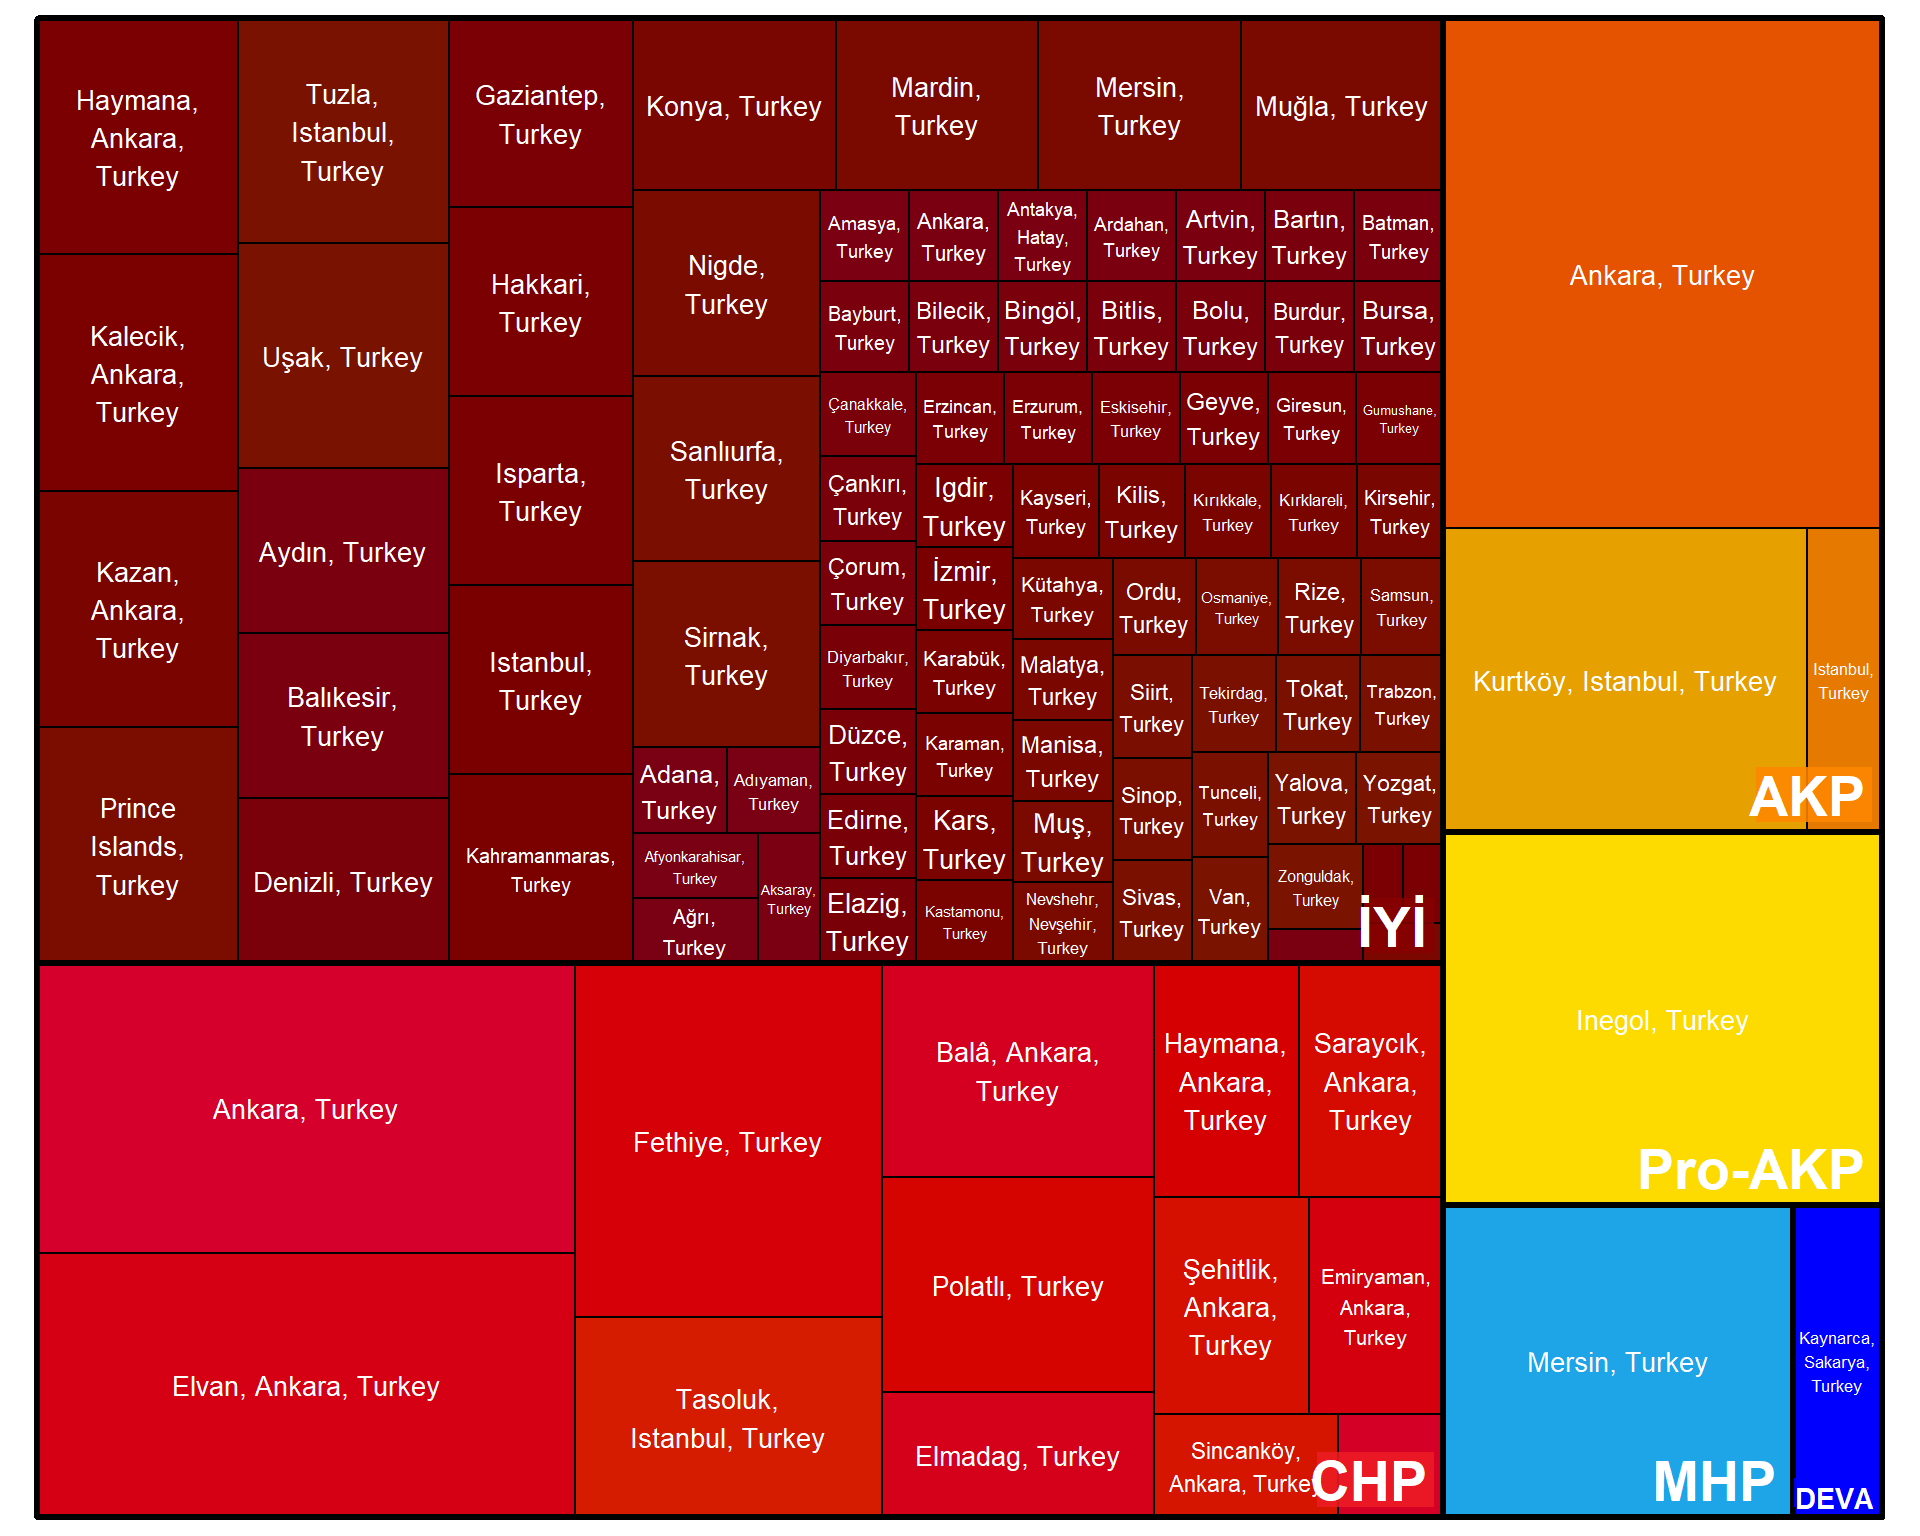 Haymana,
Ankara,
Turkey
Kalecik,
Ankara,
Turkey
Kazan,
Ankara,
Turkey
Prince
Islands,
Turkey
Tuzla,
Istanbul,
Turkey
Uşak, Turkey
Aydın, Turkey
Balıkesir,
Turkey
Denizli, Turkey
Gaziantep,
Turkey
Hakkari,
Turkey
Isparta,
Turkey
Istanbul,
Turkey
Kahramanmaras,
Turkey
Konya, Turkey
Mardin,
Turkey
Mersin,
Turkey
Muğla, Turkey
Nigde,
Turkey
Sanlıurfa,
Turkey
Sirnak,
Turkey
Adana,
Turkey
Adıyaman,
Turkey
Afyonkarahisar,
Turkey
Ağrı,
Turkey
Aksaray,
Turkey
Amasya,
Turkey
Ankara,
Turkey
Antakya,
Hatay,
Turkey
Ardahan,
Turkey
Artvin,
Turkey
Bartın,
Turkey
Batman,
Turkey
Bayburt,
Turkey
Bilecik,
Turkey
Bingöl,
Turkey
Bitlis,
Turkey
Bolu,
Turkey
Burdur,
Turkey
Bursa,
Turkey
Çanakkale,
Turkey
Çankırı,
Turkey
Çorum,
Turkey
Diyarbakır,
Turkey
Düzce,
Turkey
Edirne,
Turkey
Elazig,
Turkey
Erzincan,
Turkey
Erzurum,
Turkey
Eskisehir,
Turkey
Geyve,
Turkey
Giresun,
Turkey
Gumushane,
Turkey
Igdir,
Turkey
İzmir,
Turkey
Karabük,
Turkey
Karaman,
Turkey
Kars,
Turkey
Kastamonu,
Turkey
Kayseri,
Turkey
Kilis,
Turkey
Kırıkkale,
Turkey
Kırklareli,
Turkey
Kirsehir,
Turkey
Kütahya,
Turkey
Malatya,
Turkey
Manisa,
Turkey
Muş,
Turkey
Nevshehr,
Nevşehir,
Turkey
Ordu,
Turkey
Osmaniye,
Turkey
Rize,
Turkey
Samsun,
Turkey
Siirt,
Turkey
Sinop,
Turkey
Sivas,
Turkey
Tekirdag,
Turkey
Tokat,
Turkey
Trabzon,
Turkey
Tunceli,
Turkey
Van,
Turkey
Yalova,
Turkey
Yozgat,
Turkey
Zonguldak,
Turkey
İYİ
Ankara, Turkey
Elvan, Ankara, Turkey
Fethiye, Turkey
Tasoluk,
Istanbul, Turkey
Balâ, Ankara,
Turkey
Polatlı, Turkey
Elmadag, Turkey
Haymana,
Ankara,
Turkey
Saraycık,
Ankara,
Turkey
Şehitlik,
Ankara,
Turkey
Emiryaman,
Ankara,
Turkey
Sincanköy,
Ankara, Turkey
CHP
Ankara, Turkey
Kurtköy, Istanbul, Turkey
Istanbul,
Turkey
AKP
Inegol, Turkey
Pro-AKP
Mersin, Turkey
MHP
Kaynarca,
Sakarya,
Turkey
DEVA